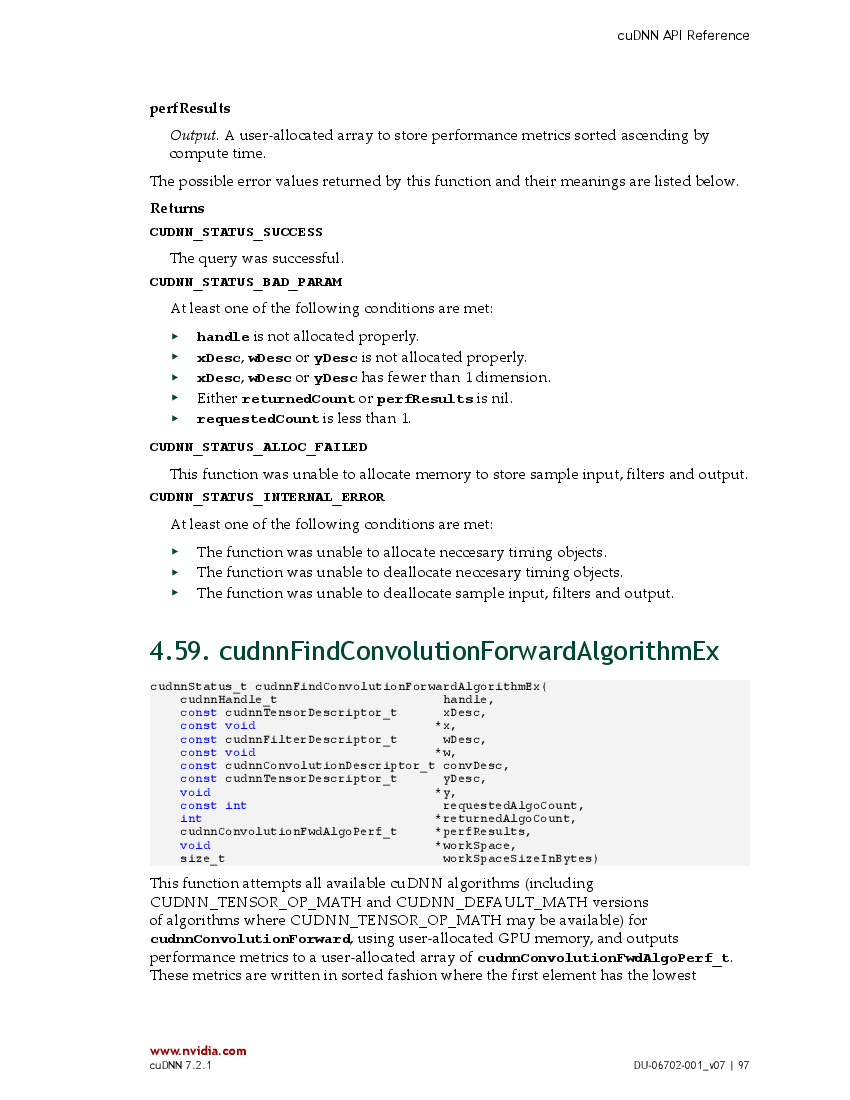 cuDNN API Reference
perfResults
Output. A user-allocated array to store performance metrics sorted ascending by
compute time.
The possible error values returned by this function and their meanings are listed below.
Returns
CUDNN_STATUS_SUCCESS
The query was successful.
CUDNN_STATUS_BAD_PARAM
At least one of the following conditions are met:
▸ handle is not allocated properly.
▸ xDesc, wDesc or yDesc is not allocated properly.
▸ xDesc, wDesc or yDesc has fewer than 1 dimension.
▸ Either returnedCount or perfResults is nil.
▸ requestedCount is less than 1.
CUDNN_STATUS_ALLOC_FAILED
This function was unable to allocate memory to store sample input, filters and output.
CUDNN_STATUS_INTERNAL_ERROR
At least one of the following conditions are met:
▸ The function was unable to allocate neccesary timing objects.
▸ The function was unable to deallocate neccesary timing objects.
▸ The function was unable to deallocate sample input, filters and output.
4.59. cudnnFindConvolutionForwardAlgorithmEx
cudnnStatus_t cudnnFindConvolutionForwardAlgorithmEx(
cudnnHandle_t handle,
const cudnnTensorDescriptor_t xDesc,
const void *x,
const cudnnFilterDescriptor_t wDesc,
const void *w,
const cudnnConvolutionDescriptor_t convDesc,
const cudnnTensorDescriptor_t yDesc,
void *y,
const int requestedAlgoCount,
int *returnedAlgoCount,
cudnnConvolutionFwdAlgoPerf_t *perfResults,
void *workSpace,
size_t workSpaceSizeInBytes)
This function attempts all available cuDNN algorithms (including
CUDNN_TENSOR_OP_MATH and CUDNN_DEFAULT_MATH versions
of algorithms where CUDNN_TENSOR_OP_MATH may be available) for
cudnnConvolutionForward, using user-allocated GPU memory, and outputs
performance metrics to a user-allocated array of cudnnConvolutionFwdAlgoPerf_t.
These metrics are written in sorted fashion where the first element has the lowest
www.nvidia.com
cuDNN 7.2.1 DU-06702-001_v07 | 97